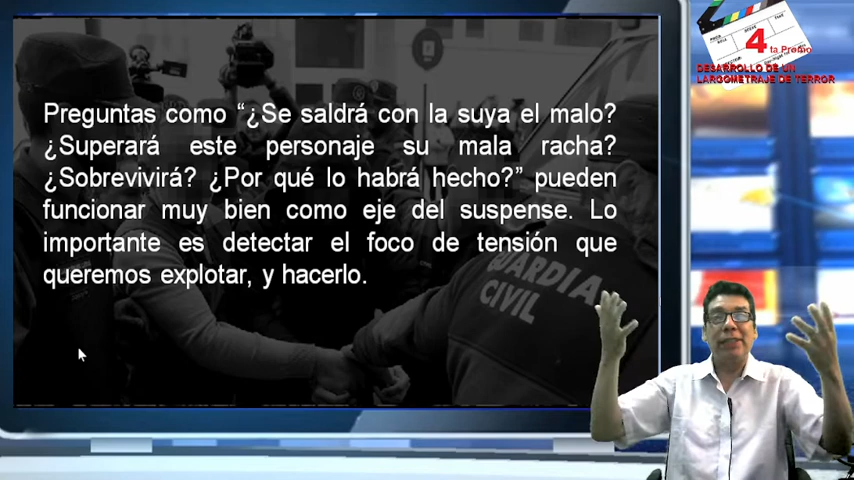 4
ta Promo
DESARROLLO DE UN
LARGOMETRAJE DE TERROR
Preguntas como “¿Se saldrá con la suya el malo?
¿Superará este personaje su mala racha?
¿Sobrevivirá? ¿Por qué lo habrá hecho?” pueden
funcionar muy bien como eje del suspense. Lo
importante es detectar el foco de tensión que
queremos explotar, y hacerlo.
GUARDIA
CIVIL